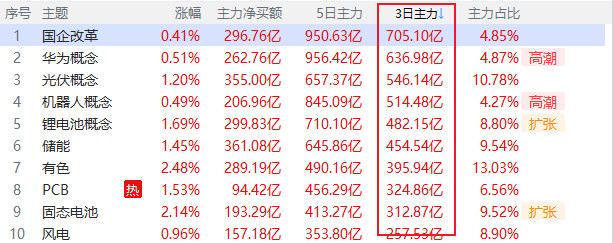 序号 主题 涨幅 主力净买额 5日主力 3日主力↓ 主力占比
1 国企改革 0.41% 296.76亿 950.63亿 705.10亿 4.85%
2 华为概念 0.51% 262.76亿 956.42亿 636.98亿 4.87% 高潮
3 光伏概念 1.20% 355.00亿 657.37亿 546.14亿 10.78%
4 机器人概念 0.49% 206.96亿 845.09亿 514.48亿 4.27% 高潮
5 锂电池概念 1.69% 299.83亿 710.10亿 482.15亿 8.80% 扩张
6 储能 1.45% 361.08亿 645.86亿 454.54亿 9.54%
7 有色 2.48% 289.19亿 490.16亿 395.94亿 13.03%
8 PCB 热 1.53% 94.42亿 456.29亿 324.86亿 6.56%
9 固态电池 2.14% 193.29亿 413.27亿 312.87亿 9.52% 扩张
10 风电 0.96% 157.18亿 353.80亿 257.53亿 8.90%